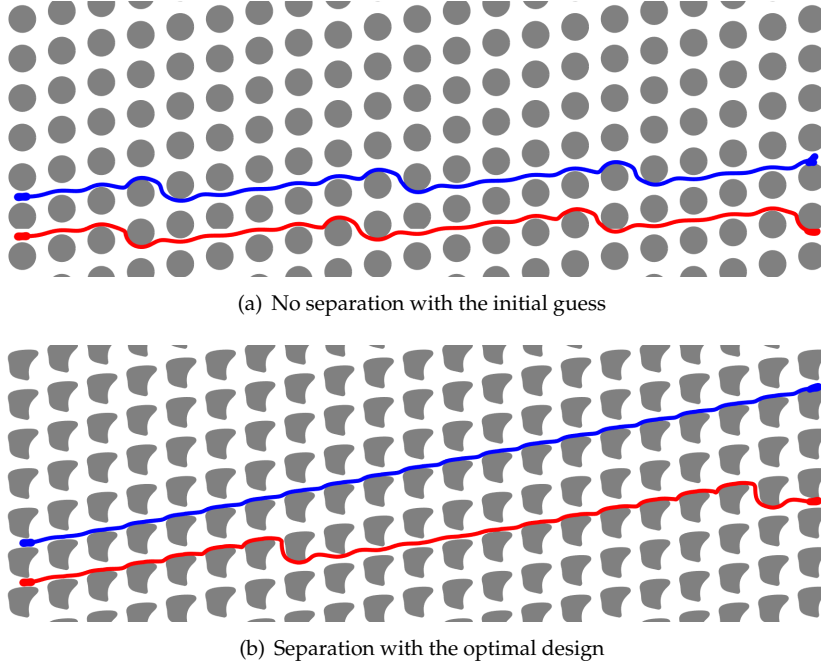 (a) No separation with the initial guess
(b) Separation with the optimal design